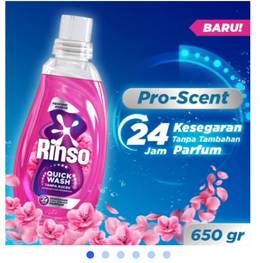 BARU!
Pro-Scent
24 Jam
Kesegaran
Tanpa Tambahan
Parfum
Rinso
QUICK
WASH
650 gr